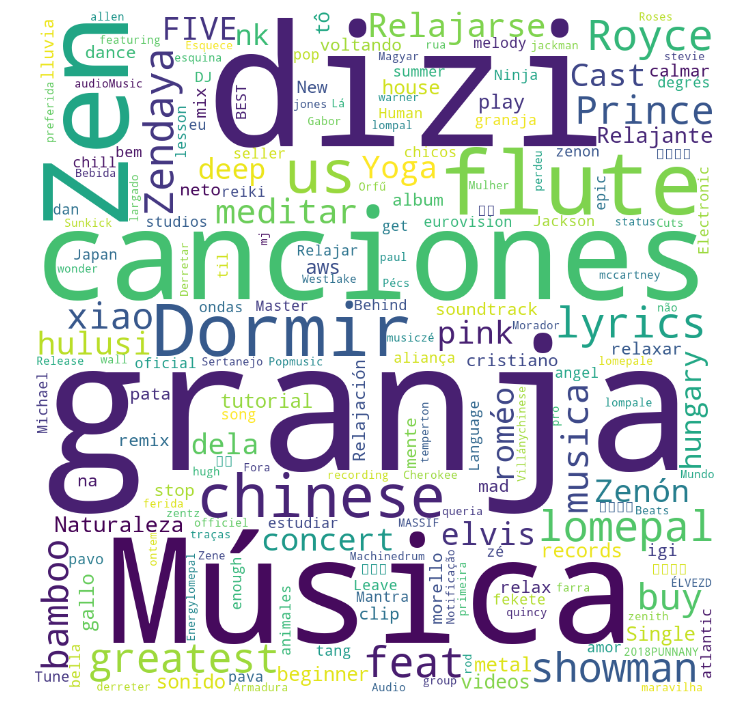 allen
featuring
Esquece
FIVE
tô
nk
Relajarse
dizi
Royce
Roses
jackman
stevie
Zen
preferida
lluvia
esquina
dance
audioMusic
Zendaya
DJ
mix
BEST
voltando
rua
melody
pop
Magyar
summer
Ninja
Cast
calmar
degrés
New
house
play
Prince
jones
Lá
warner
Human
Relajante
lesson
eu
Gabor
lompal
granaja
us
Yoga
flute
deep
chicos
zenon
bem
seller
chill
Bebida
neto
reiki
Orfű
Mulher
perdeu
epic
Electronic
largado
meditar
album
dan
Sunkick
studios
mj
eurovision
Jackson
status
Cuts
canciones
Japan
wonder
Derretar
til
Relajar
get
paul
aws
Westlake
Pécs
mccartney
xiao
ondas
Master
Behind
soundtrack
Dormir
musiczé
Morador
lyrics
não
Release
wall
oficial
Sertanejo
Popmusic
pink
hulusi
aliança
cristiano
relaxar
lomepale
Michael
pata
tutorial
song
Relajación
angel
hungary
granja
lompale
Mundo
remix
dela
mente
temperton
Language
roméo
Villánychinese
pro
musica
na
hugh
Fora
recording
Cherokee
mad
stop
ferida
zentz
chinese
Zenón
Naturaleza
officiel
estudiar
MASSIF
queria
Beats
traças
concert
elvis
lomepal
bamboo
ontem
Zene
Machinedrum
zé
records
igi
pavo
Energylomepal
enough
Leave
morello
Notificação
relax
farra
ÉLVEZD
gallo
Música
Mantra
primeira
buy
animales
clip
fekete
zenith
quincy
Single
2018PUNNANY
atlantic
greatest
tang
feat
metal
amor
Tune
bella
sonido
pava
beginner
rod
videos
showman
derreter
Armadura
Audio
group
maravilha